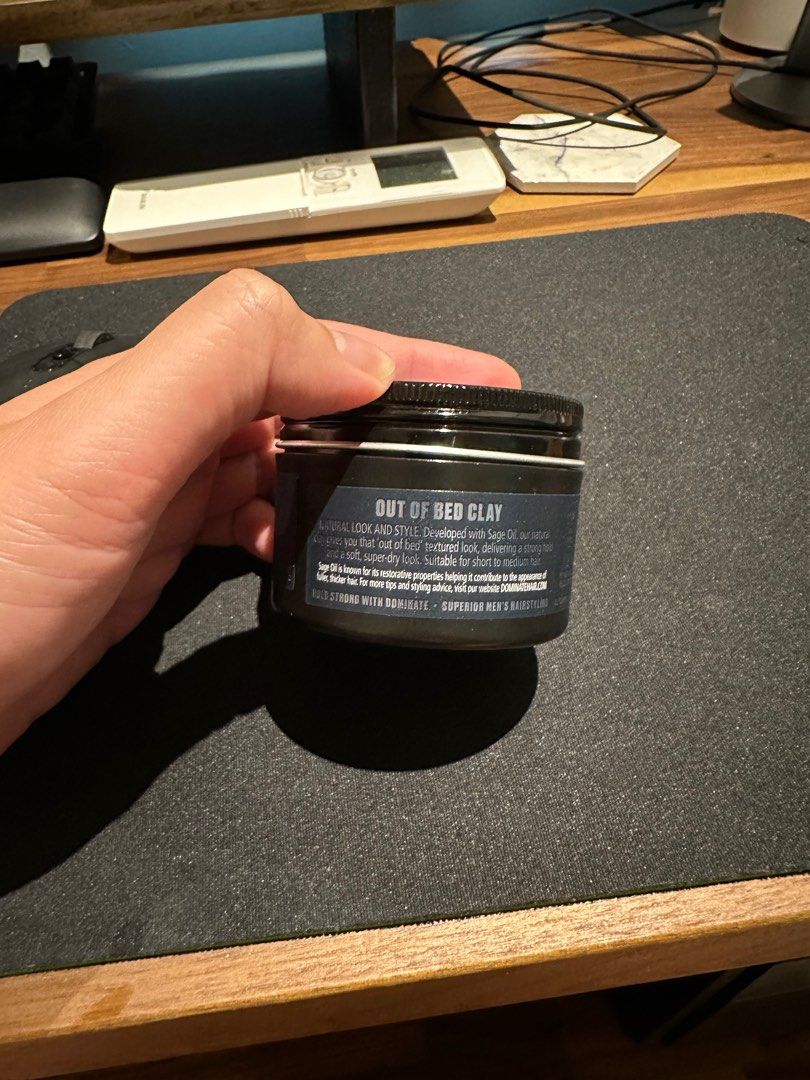 OUT OF BED CLAY
NATURAL LOOK AND STYLE. Developed with Sage Oil, our natural
clay gives you that 'out of bed' textured look, delivering a strong hold
and a soft, super-dry look. Suitable for short to medium hair.
Sage Oil is known for its restorative properties helping it contribute to the appearance of
fuller, thicker hair. For more tips and styling advice, visit our website DOMINATEHAIR.COM
HOLD STRONG WITH DOMINATE. - SUPERIOR MEN'S HAIRSTYLING